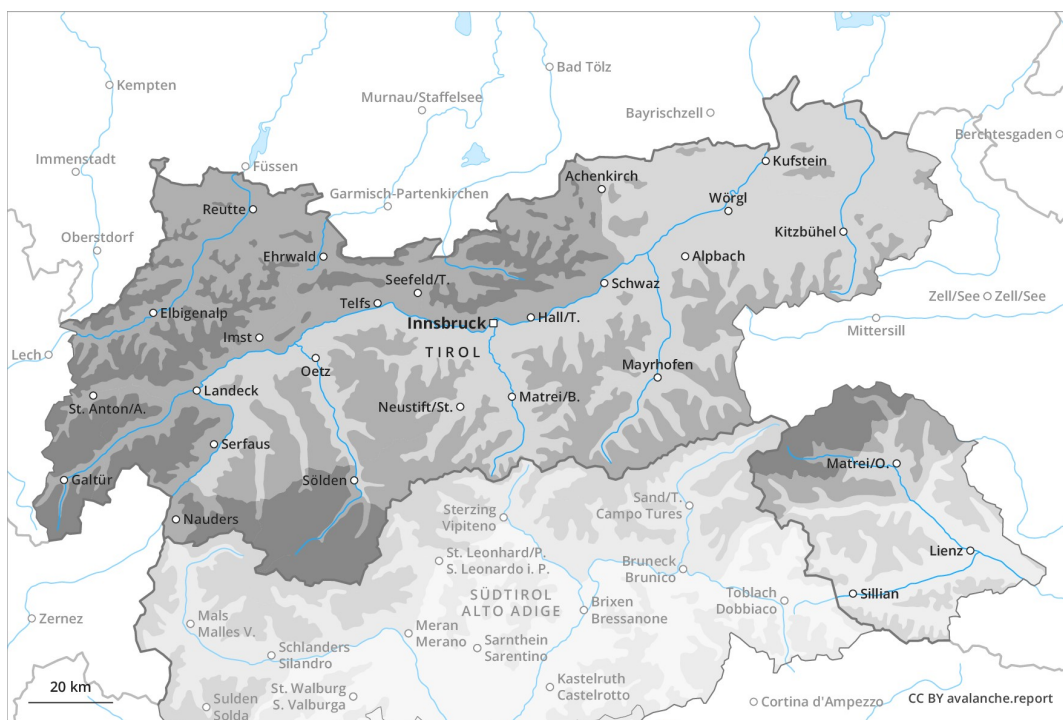 Kempten
Bad Tölz
Murnau/Staffelsee
Bayrischzell
Berchtesgaden
Immenstadt
Füssen
Kufstein
Achenkirch
Garmisch-Partenkirchen
Reutte
Wörgl
Oberstdorf
Kitzbühel
Ehrwald
Alpbach
Seefeld/T.
Schwaz
Zell/See
Zell/See
Telfs
Elbigenalp
Innsbruck
Hall/T.
Mittersill
Imst
Lech
TIROL
Oetz
Mayrhofen
Landeck
St. Anton/A.
Matrei/B.
Neustift/St.
Serfaus
Matrei/O.
Galtür
Sölden
Sand/T.
Campo Tures
Nauders
Sterzing
Vipiteno
St. Leonhard/P.
S. Leonardo i. P.
Lienz
Bruneck
Brunico
SÜDTIROL
ALTO ADIGE
Sillian
Toblach
Dobbiaco
Brixen
Bressanone
Zernez
Mals
Malles V.
Meran
Merano
Sarnthein
Sarentino
Schlanders
Silandro
20 km
St. Walburg
S. Valburga
Kastelruth
Castelrotto
Sulden
Solda
Cortina d'Ampezzo
CC BY avalanche.report